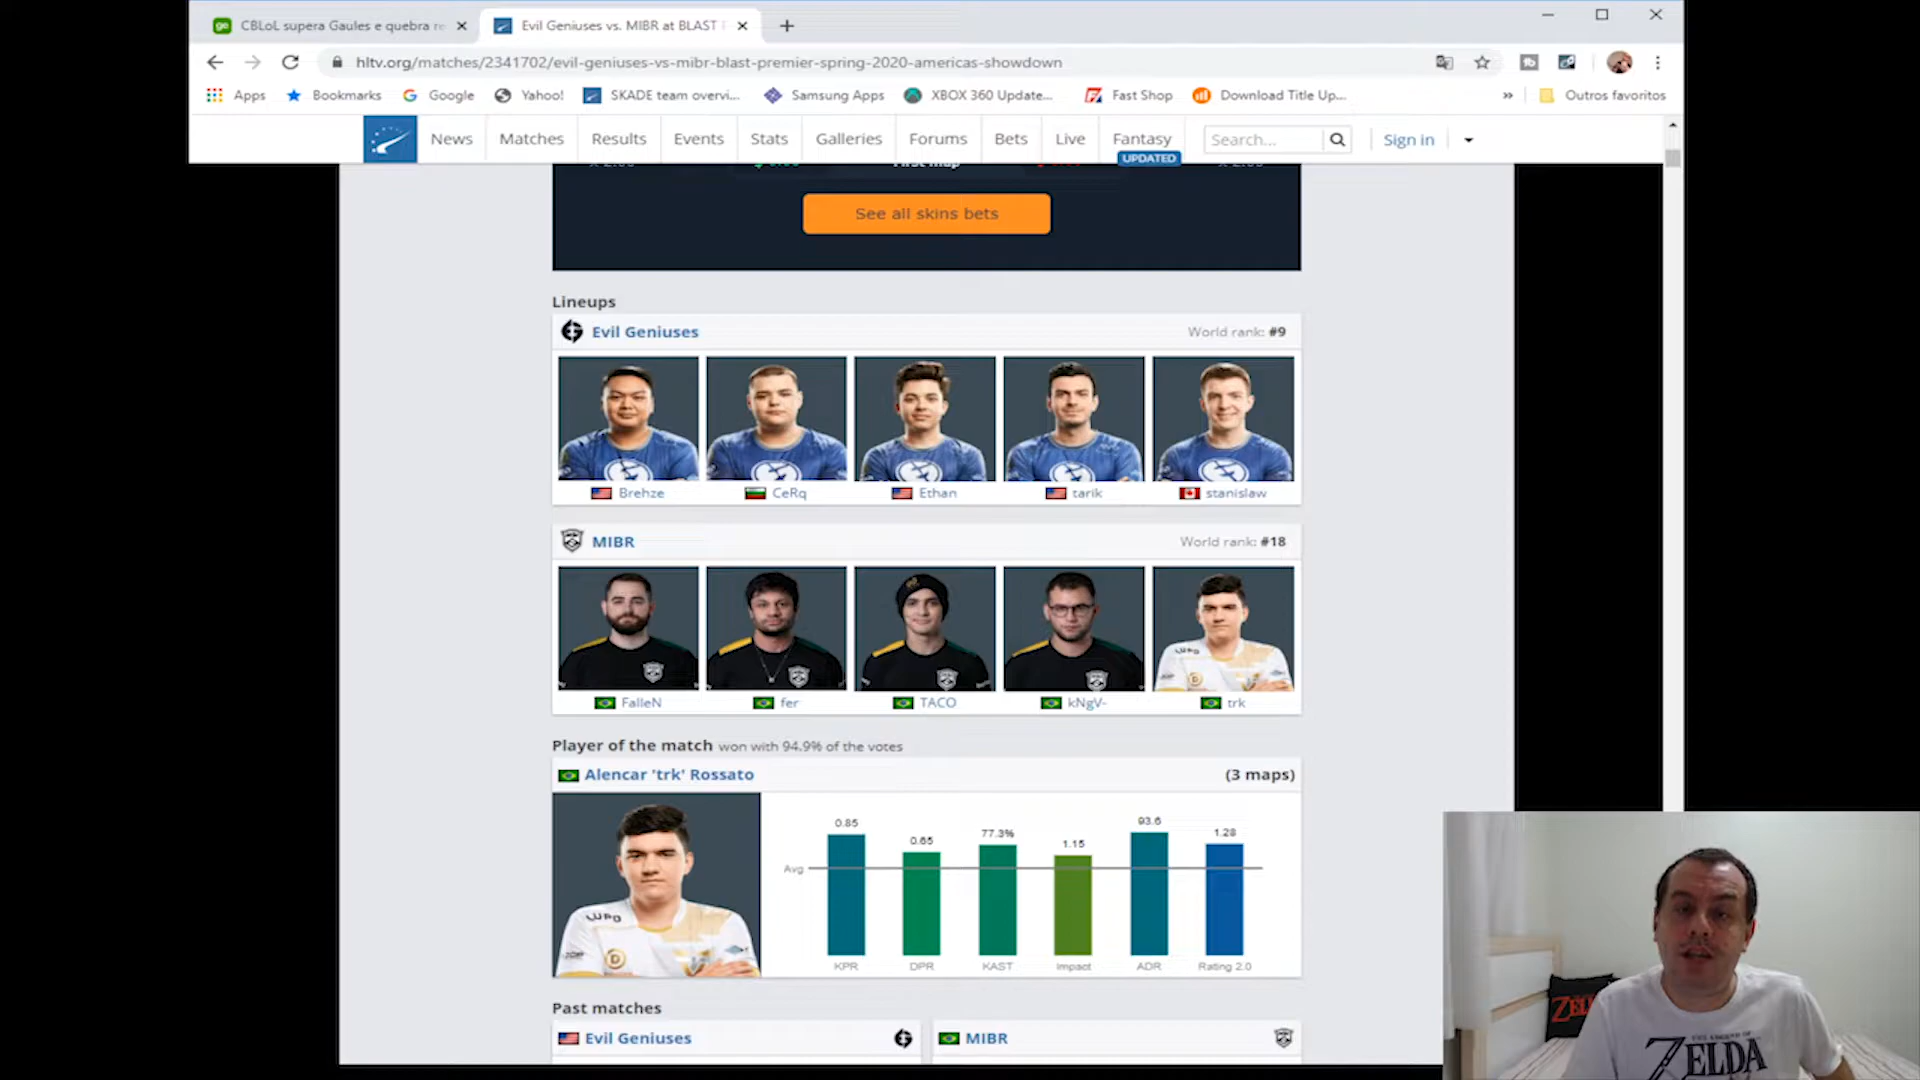 CBLoL supera Gaules e quebra re
Evil Geniuses vs. MIBR at BLAST
hltv.org/matches/2341702/evil-geniuses-vs-mibr-blast-premier-spring-2020-americas-showdown
Apps Bookmarks Google Yahoo! SKADE team overvi... Samsung Apps XBOX 360 Update... Fast Shop Download Title Up... » Outros favoritos
News Matches Results Events Stats Galleries Forums Bets Live Fantasy Search... Sign in
UPDATED
See all skins bets
Lineups
Evil Geniuses World rank: #9
Brehze CeRq Ethan tarik stanislaw
MIBR World rank: #18
FalleN fer TACO kNgV- trk
Player of the match won with 94.9% of the votes
Alencar 'trk' Rossato (3 maps)
0.85 0.65 77.3% 1.15 93.6 1.28
Avg
KPR DPR KAST Impact ADR Rating 2.0
LUPO
Past matches
Evil Geniuses MIBR
ZEL
THE LEGEND OF
ZELDA